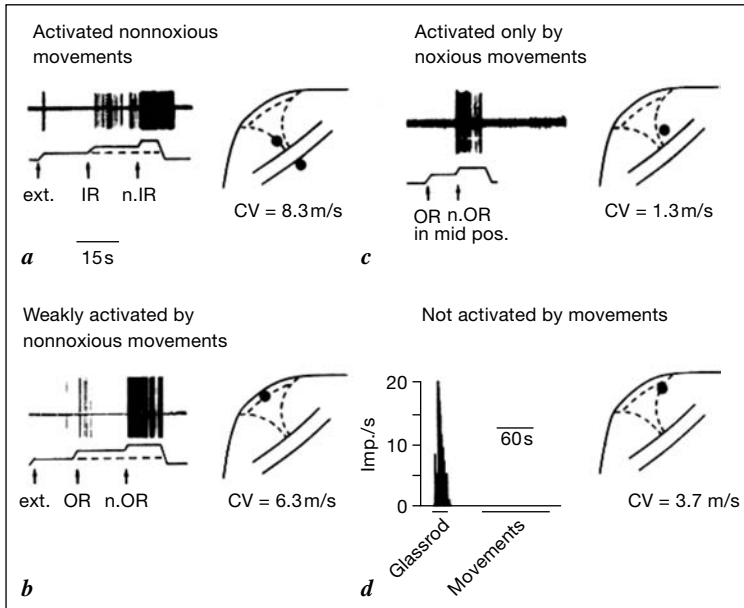 Activated nonnoxious
movements
ext. IR n.IR
CV = 8.3 m/s
a 15 s
Activated only by
noxious movements
OR n.OR
in mid pos.
CV = 1.3 m/s
c
Weakly activated by
nonnoxious movements
ext. OR n.OR
CV = 6.3 m/s
b
Not activated by movements
20
10
0
Imp./s
60 s
Glassrod
Movements
CV = 3.7 m/s
d